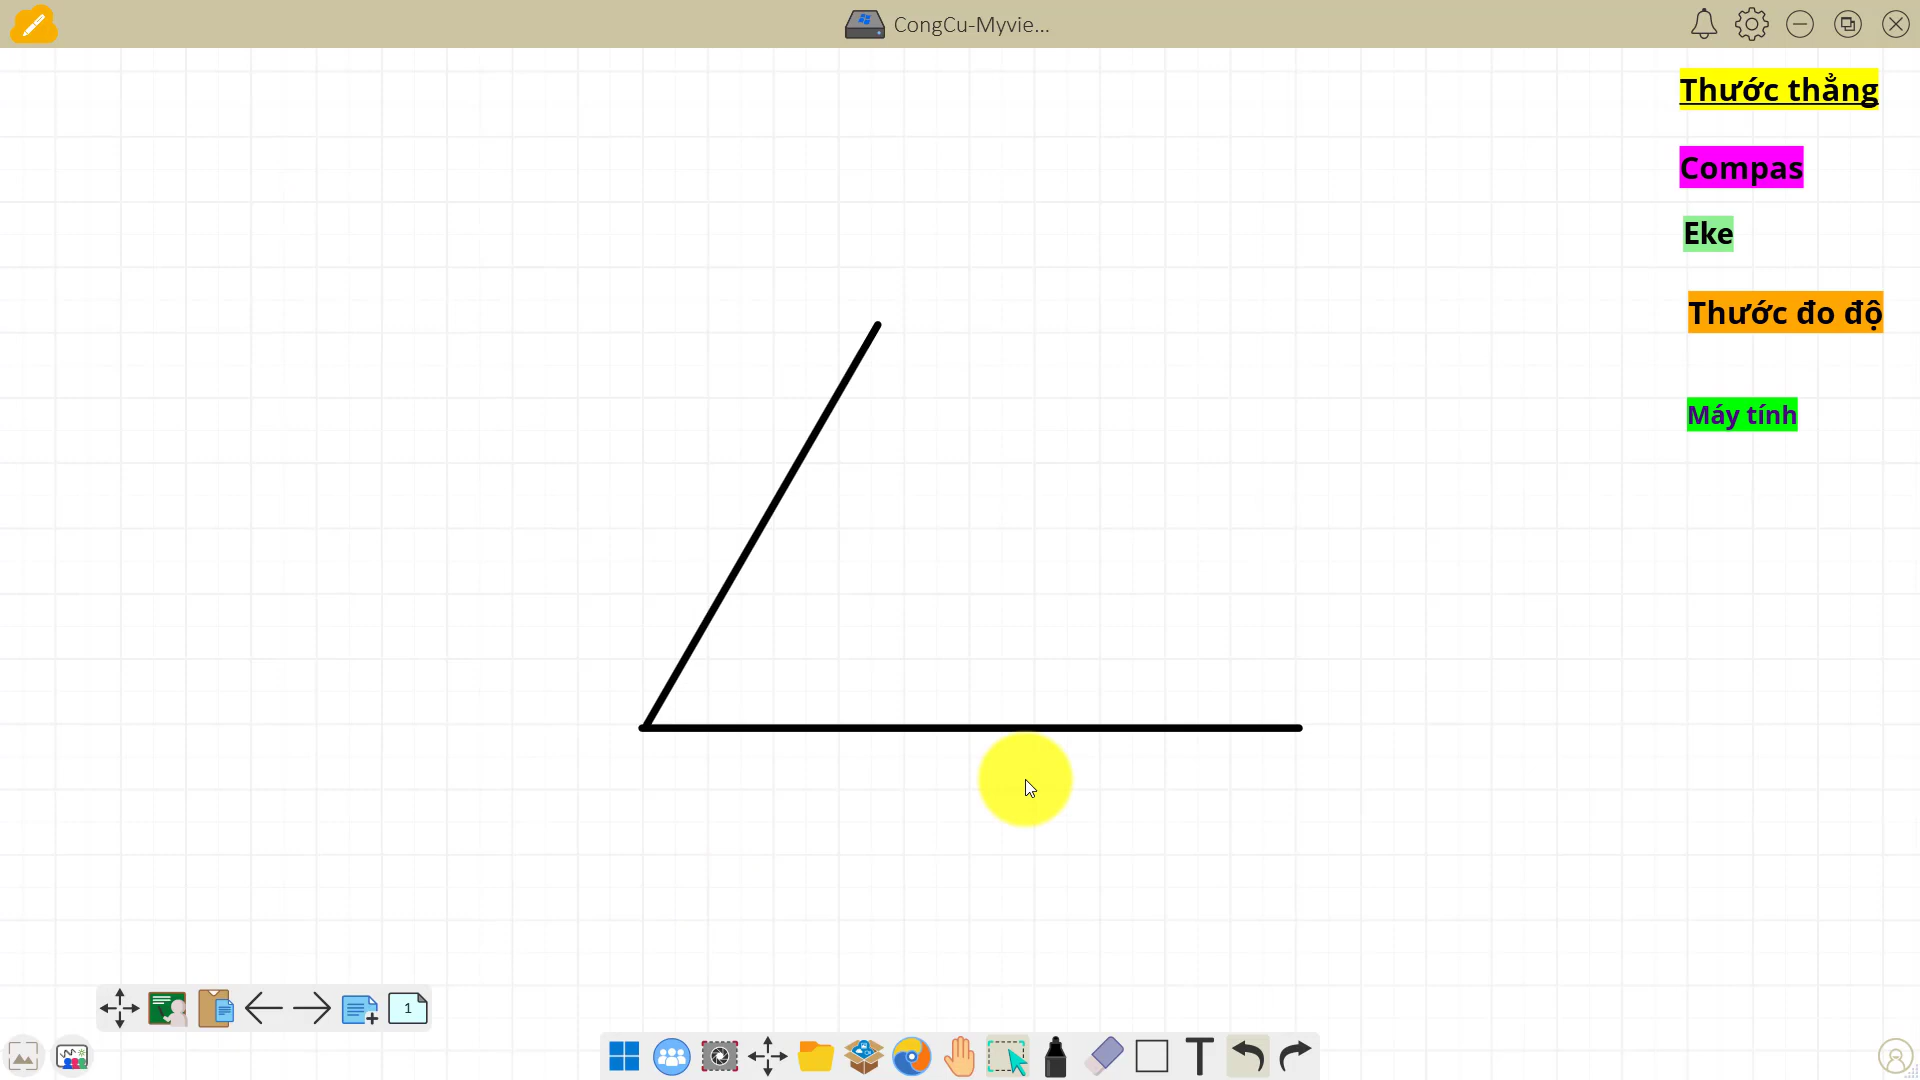 CongCu-Myvie...
Thước thẳng
Compas
Eke
Thước đo độ
Máy tính
1